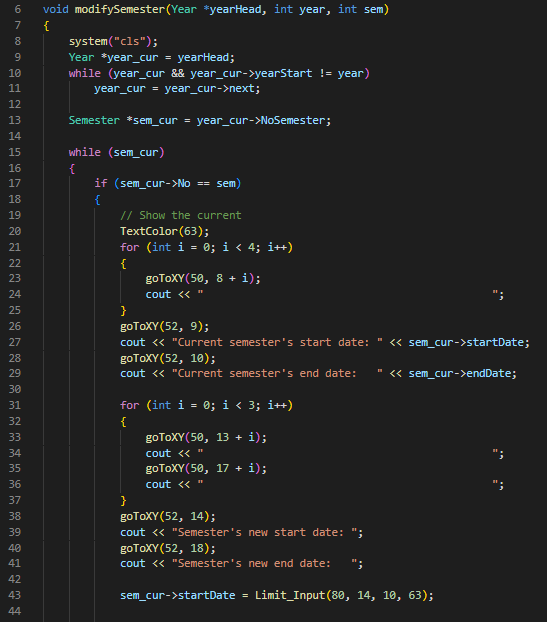 6 void modifySemester(Year *yearHead, int year, int sem)
7 {
8     system("cls");
9     Year *year_cur = yearHead;
10     while (year_cur && year_cur->yearStart != year)
11         year_cur = year_cur->next;
12
13     Semester *sem_cur = year_cur->NoSemester;
14
15     while (sem_cur)
16     {
17         if (sem_cur->No == sem)
18         {
19             // Show the current
20             TextColor(63);
21             for (int i = 0; i < 4; i++)
22             {
23                 goToXY(50, 8 + i);
24                 cout << "                                             ";
25             }
26             goToXY(52, 9);
27             cout << "Current semester's start date: " << sem_cur->startDate;
28             goToXY(52, 10);
29             cout << "Current semester's end date:   " << sem_cur->endDate;
30
31             for (int i = 0; i < 3; i++)
32             {
33                 goToXY(50, 13 + i);
34                 cout << "                                             ";
35                 goToXY(50, 17 + i);
36                 cout << "                                             ";
37             }
38             goToXY(52, 14);
39             cout << "Semester's new start date: ";
40             goToXY(52, 18);
41             cout << "Semester's new end date:   ";
42
43             sem_cur->startDate = Limit_Input(80, 14, 10, 63);
44